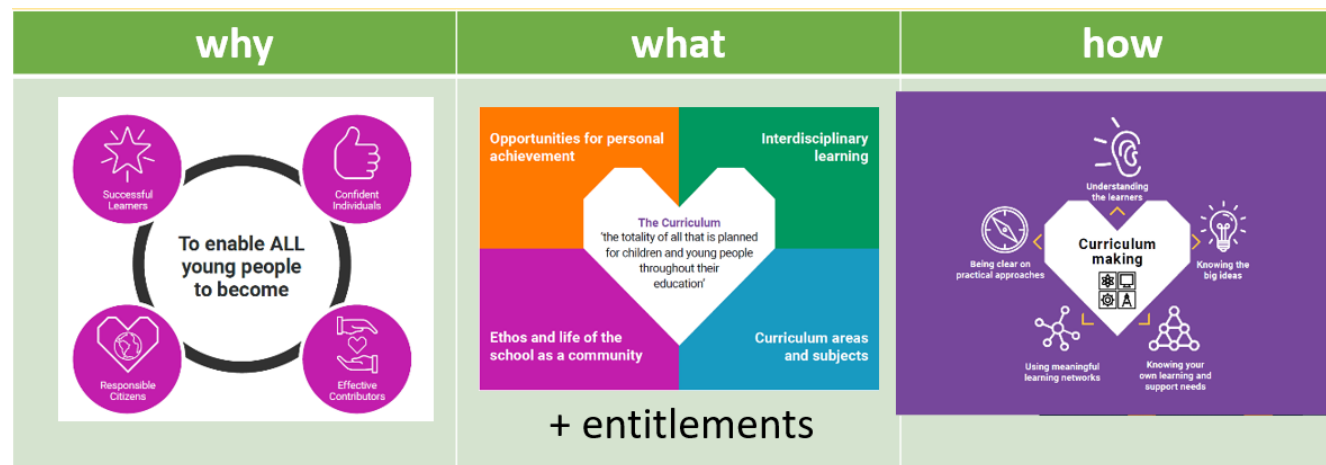 why
what
how
Successful
Learners
Confident
Individuals
To enable ALL
young people
to become
Responsible
Citizens
Effective
Contributors
Opportunities for personal
achievement
Interdisciplinary
learning
The Curriculum
'the totality of all that is planned
for children and young people
throughout their
education'
Ethos and life of the
school as a community
Curriculum areas
and subjects
+ entitlements
Understanding
the learners
Being clear on
practical approaches
Curriculum
making
Knowing the
big ideas
Using meaningful
learning networks
Knowing your
own learning and
support needs